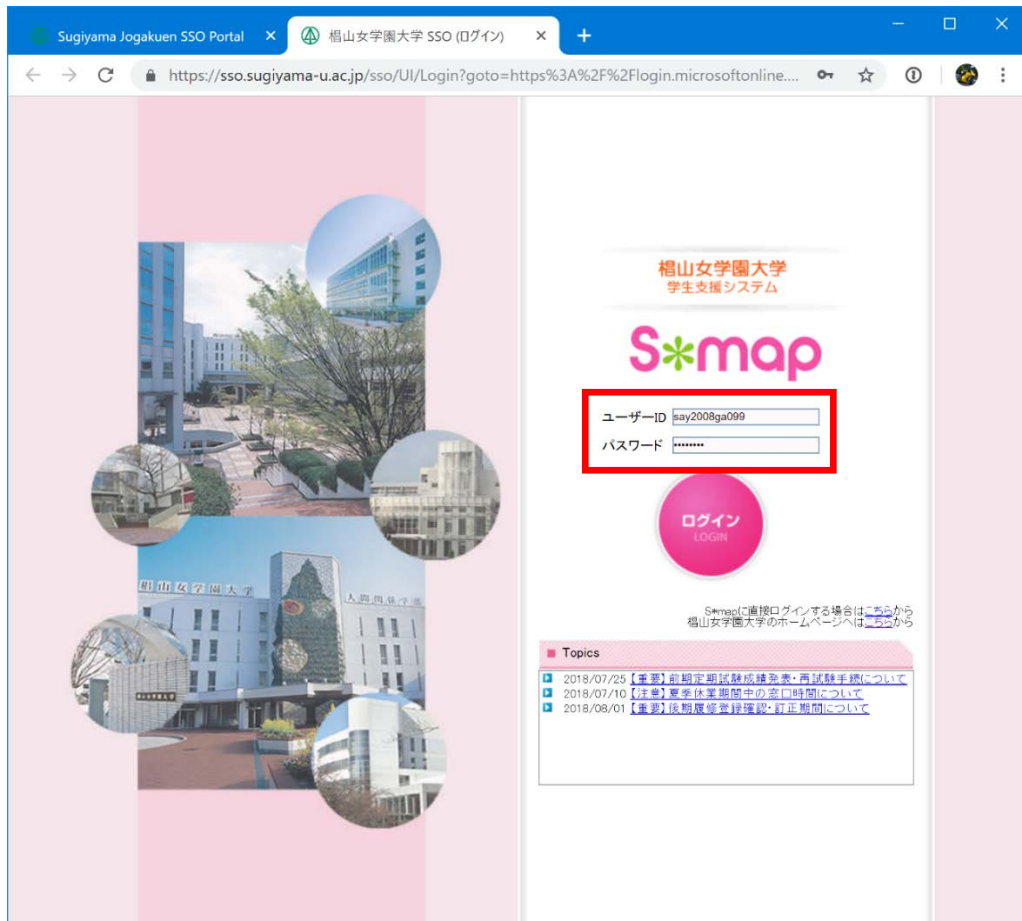 Sugiyama Jogakuen SSO Portal
椙山女学園大学 SSO (ログイン)
https://sso.sugiyama-u.ac.jp/sso/UI/Login?goto=https%3A%2F%2Flogin.microsoftonline....
椙山女学園大学
学生支援システム
S*map
ユーザーID say2008ga099
パスワード ••••••••
ログイン
LOGIN
S*mapに直接ログインする場合はこちらから
椙山女学園大学のホームページへはこちらから
椙山女学園大学
人間関係学部
Topics
2018/07/25 【重要】前期定期試験成績発表・再試験手続について
2018/07/10 【注意】夏季休業期間中の窓口時間について
2018/08/01 【重要】後期履修登録確認・訂正期間について